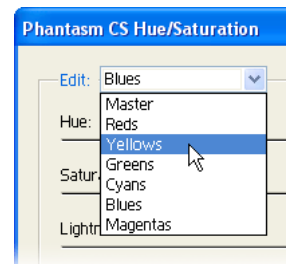 Phantasm CS Hue/Saturation
Edit: Blues
Master
Hue: Reds
Yellows
Greens
Cyans
Blues
Magentas